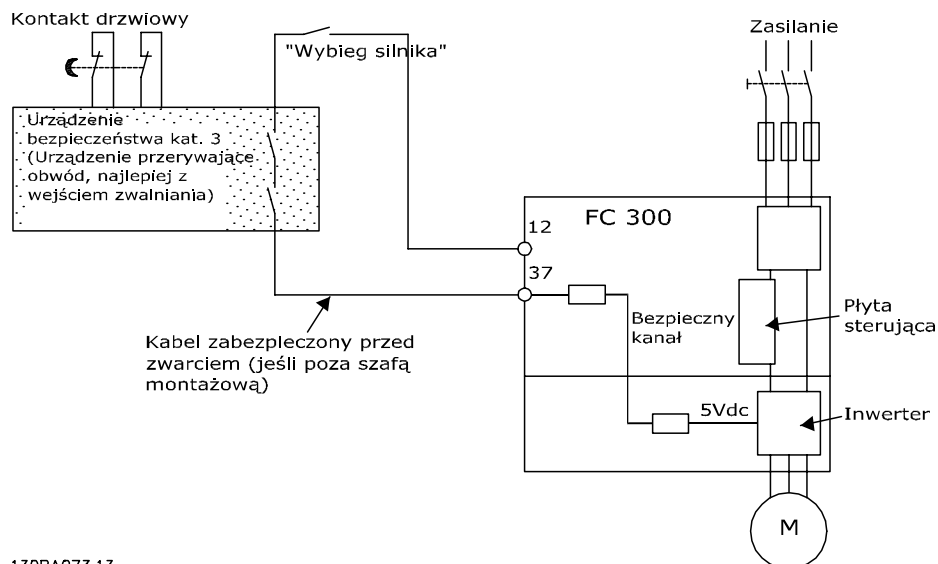 Kontakt drzwiowy
"Wybieg silnika"
Zasilanie
Urządzenie
bezpieczeństwa kat. 3
(Urządzenie przerywające
obwód, najlepiej z
wejściem zwalniania)
FC 300
12
37
Bezpieczny
kanał
Płyta
sterująca
Kabel zabezpieczony przed
zwarciem (jeśli poza szafą
montażową)
5Vdc
Inwerter
M